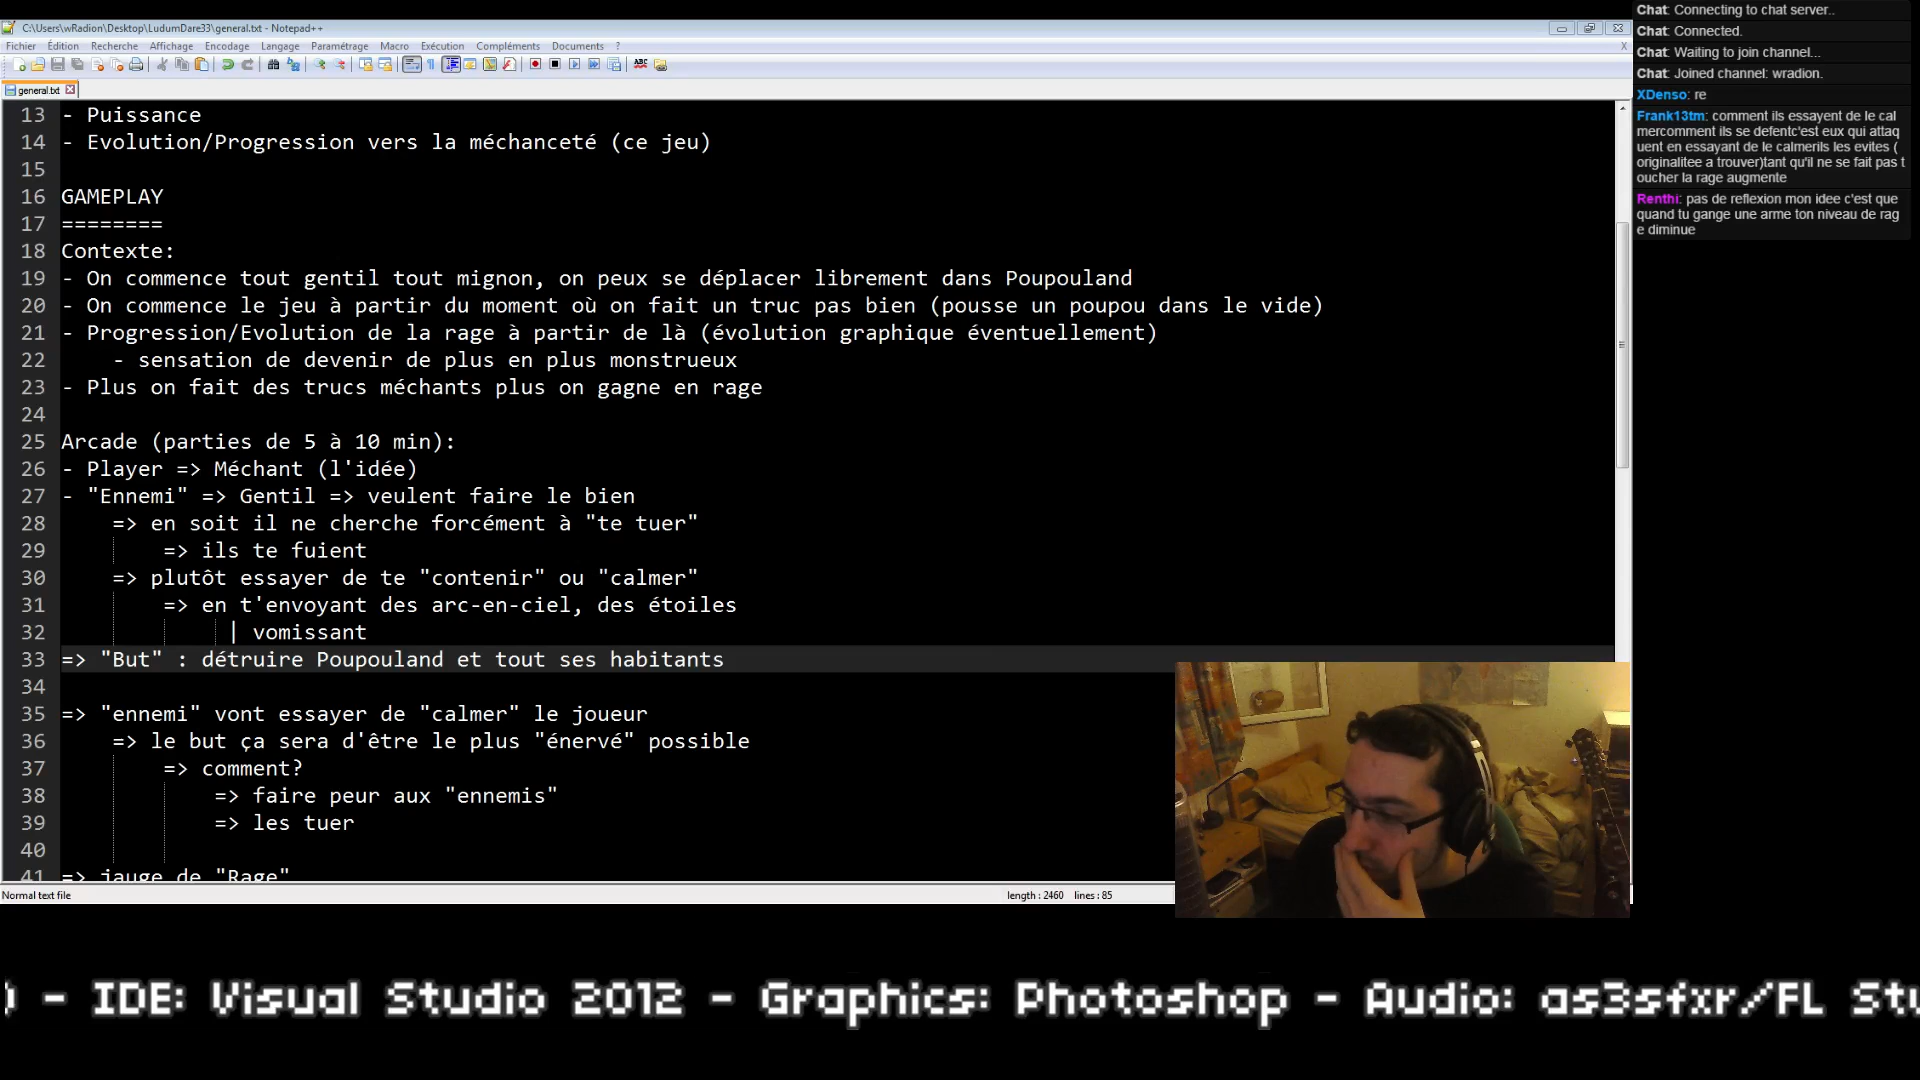 C:\Users\wRadion\Desktop\LudumDare33\general.txt - Notepad++
Fichier Édition Recherche Affichage Encodage Langage Paramétrage Macro Exécution Compléments Documents ?
general.txt
13 - Puissance
14 - Evolution/Progression vers la méchanceté (ce jeu)
15
16 GAMEPLAY
17 ========
18 Contexte:
19 - On commence tout gentil tout mignon, on peux se déplacer librement dans Poupouland
20 - On commence le jeu à partir du moment où on fait un truc pas bien (pousse un poupou dans le vide)
21 - Progression/Evolution de la rage à partir de là (évolution graphique éventuellement)
22 - sensation de devenir de plus en plus monstrueux
23 - Plus on fait des trucs méchants plus on gagne en rage
24
25 Arcade (parties de 5 à 10 min):
26 - Player => Méchant (l'idée)
27 - "Ennemi" => Gentil => veulent faire le bien
28 => en soit il ne cherche forcément à "te tuer"
29 => ils te fuient
30 => plutôt essayer de te "contenir" ou "calmer"
31 => en t'envoyant des arc-en-ciel, des étoiles
32 | vomissant
33 => "But" : détruire Poupouland et tout ses habitants
34
35 => "ennemi" vont essayer de "calmer" le joueur
36 => le but ça sera d'être le plus "énervé" possible
37 => comment?
38 => faire peur aux "ennemis"
39 => les tuer
40
41 => jauge de "Rage"
Normal text file length : 2460 lines : 85
Chat: Connecting to chat server..
Chat: Connected.
Chat: Waiting to join channel...
Chat: Joined channel: wradion.
XDenso: re
Frank13tm: comment ils essayent de le cal
mercomment ils se defentc'est eux qui attaq
uent en essayant de le calmerils les evites (
originalitee a trouver)tant qu'il ne se fait pas t
oucher la rage augmente
Renthi: pas de reflexion mon idee c'est que
quand tu gange une arme ton niveau de rag
e diminue
- IDE: Visual Studio 2012 - Graphics: Photoshop - Audio: as3sfxr/FL Stu